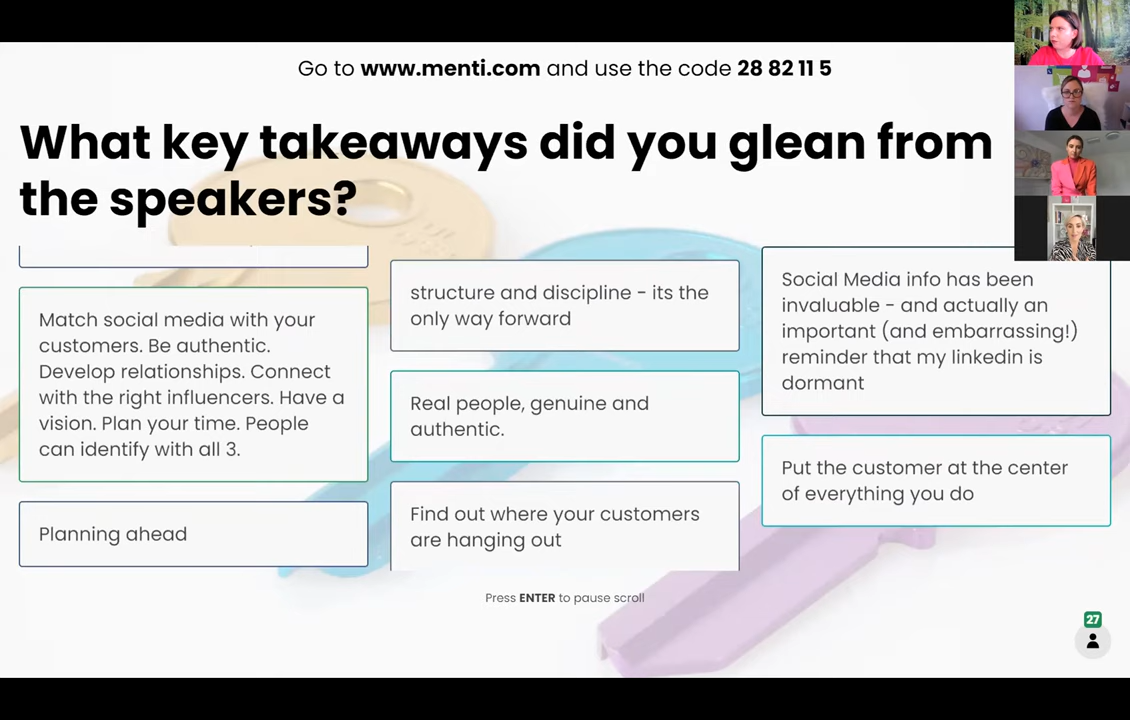 Go to www.menti.com and use the code 28 82 11 5
What key takeaways did you glean from
the speakers?
Match social media with your
customers. Be authentic.
Develop relationships. Connect
with the right influencers. Have a
vision. Plan your time. People
can identify with all 3.
Planning ahead
structure and discipline - its the
only way forward
Real people, genuine and
authentic.
Find out where your customers
are hanging out
Social Media info has been
invaluable - and actually an
important (and embarrassing!)
reminder that my linkedin is
dormant
Put the customer at the center
of everything you do
Press ENTER to pause scroll
27